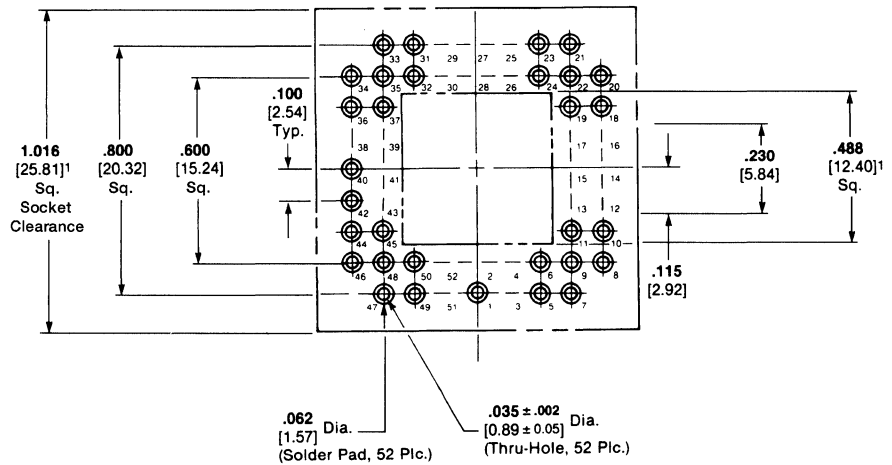 33 31 29 27 25 23 21
34 35 32 30 28 26 24 22 20
36 37 19 18
38 39 17 16
40 41 15 14
42 43 13 12
44 45 11 10
46 48 50 52 2 4 6 9 8
47 49 51 1 3 5 7
1.016
[25.81]¹
Sq.
Socket
Clearance
.800
[20.32]
Sq.
.600
[15.24]
Sq.
.100
[2.54]
Typ.
.230
[5.84]
.488
[12.40]¹
Sq.
.115
[2.92]
.062
[1.57] Dia.
(Solder Pad, 52 Plc.)
.035 ± .002
[0.89 ± 0.05] Dia.
(Thru-Hole, 52 Plc.)